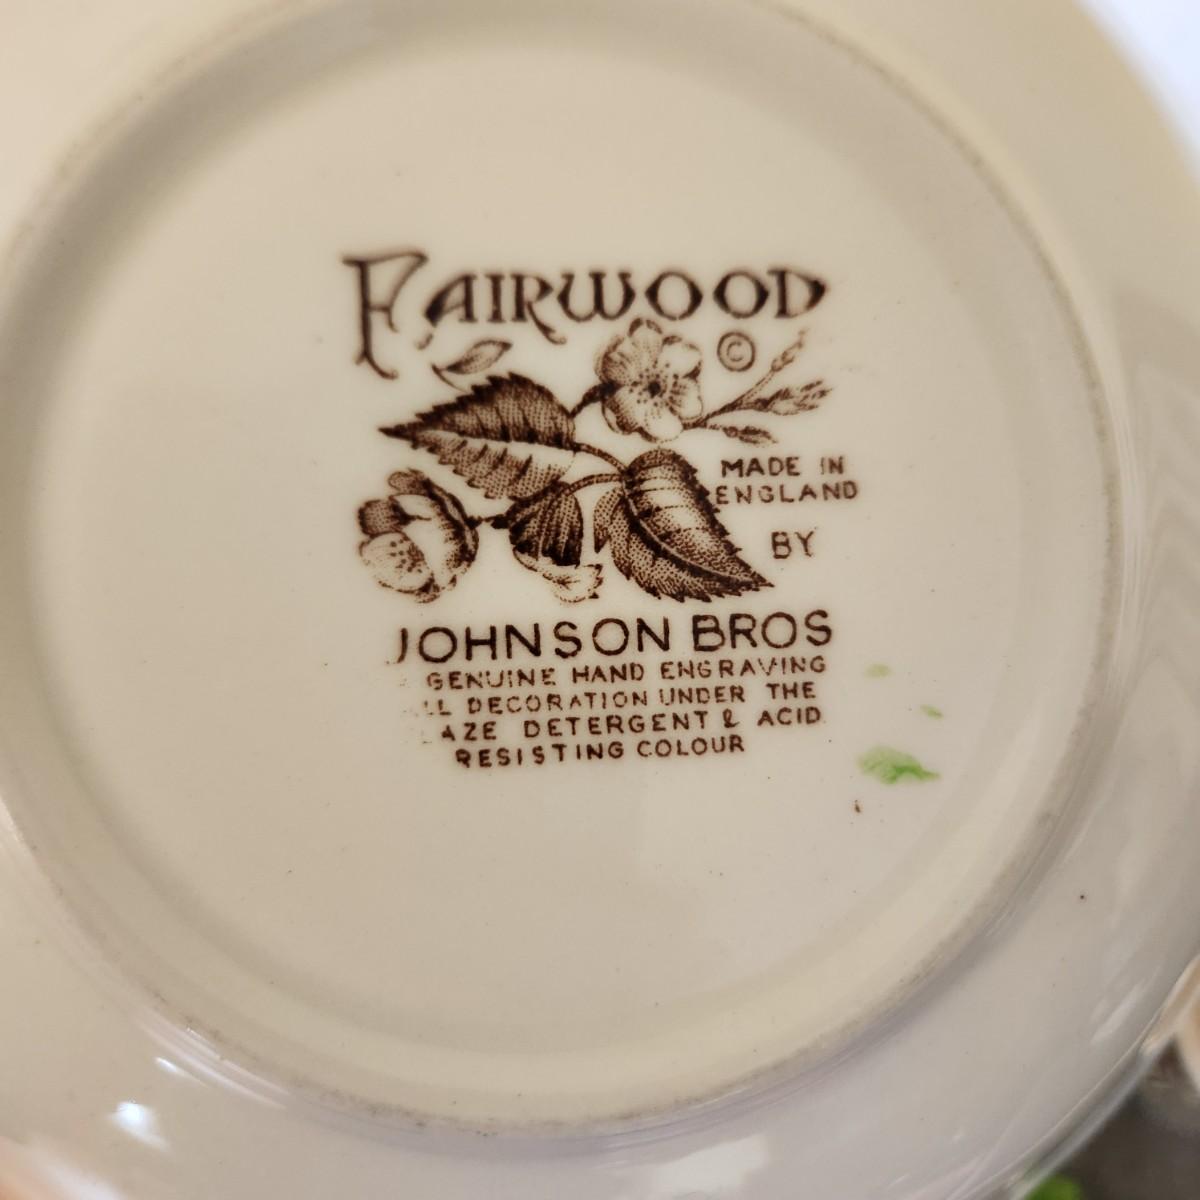 FAIRWOOD
©
MADE IN
ENGLAND
BY
JOHNSON BROS
GENUINE HAND ENGRAVING
DECORATION UNDER THE
DETERGENT & ACID
RESISTING COLOUR